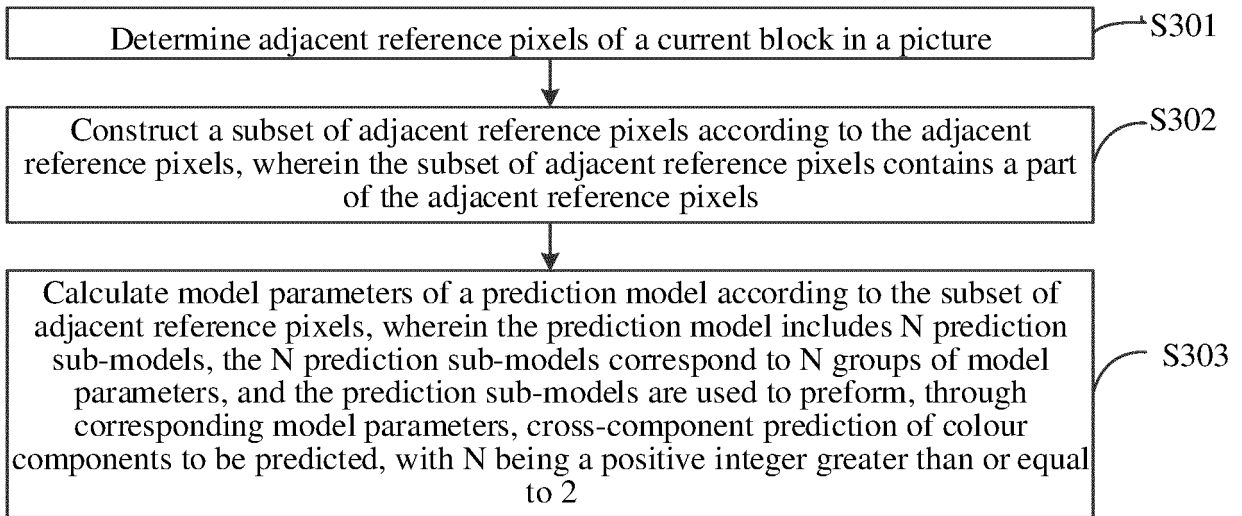 Determine adjacent reference pixels of a current block in a picture
S301
Construct a subset of adjacent reference pixels according to the adjacent
reference pixels, wherein the subset of adjacent reference pixels contains a part
of the adjacent reference pixels
S302
Calculate model parameters of a prediction model according to the subset of
adjacent reference pixels, wherein the prediction model includes N prediction
sub-models, the N prediction sub-models correspond to N groups of model
parameters, and the prediction sub-models are used to preform, through
corresponding model parameters, cross-component prediction of colour
components to be predicted, with N being a positive integer greater than or equal
to 2
S303